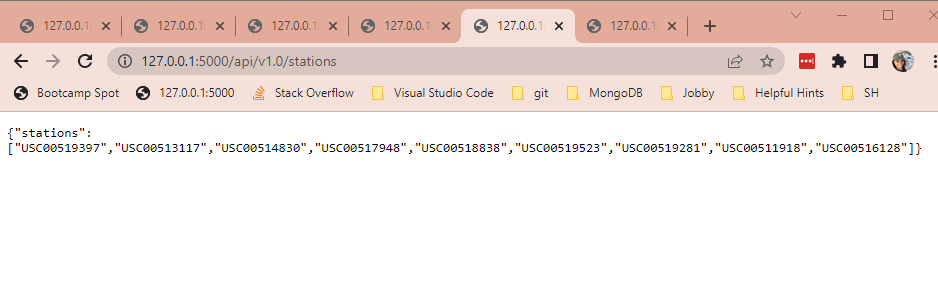 127.0.0.1: 127.0.0.1: 127.0.0.1: 127.0.0.1: 127.0.0.1: 127.0.0.1:
127.0.0.1:5000/api/v1.0/stations
Bootcamp Spot 127.0.0.1:5000 Stack Overflow Visual Studio Code git MongoDB Jobby Helpful Hints SH
{"stations":
["USC00519397","USC00513117","USC00514830","USC00517948","USC00518838","USC00519523","USC00519281","USC00511918","USC00516128"]}